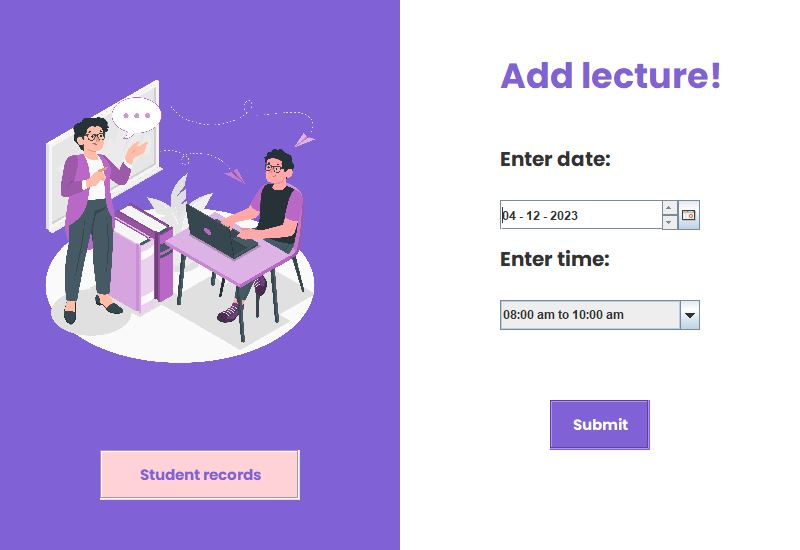 Add lecture!
Enter date:
04 - 12 - 2023
Enter time:
08:00 am to 10:00 am
Submit
Student records